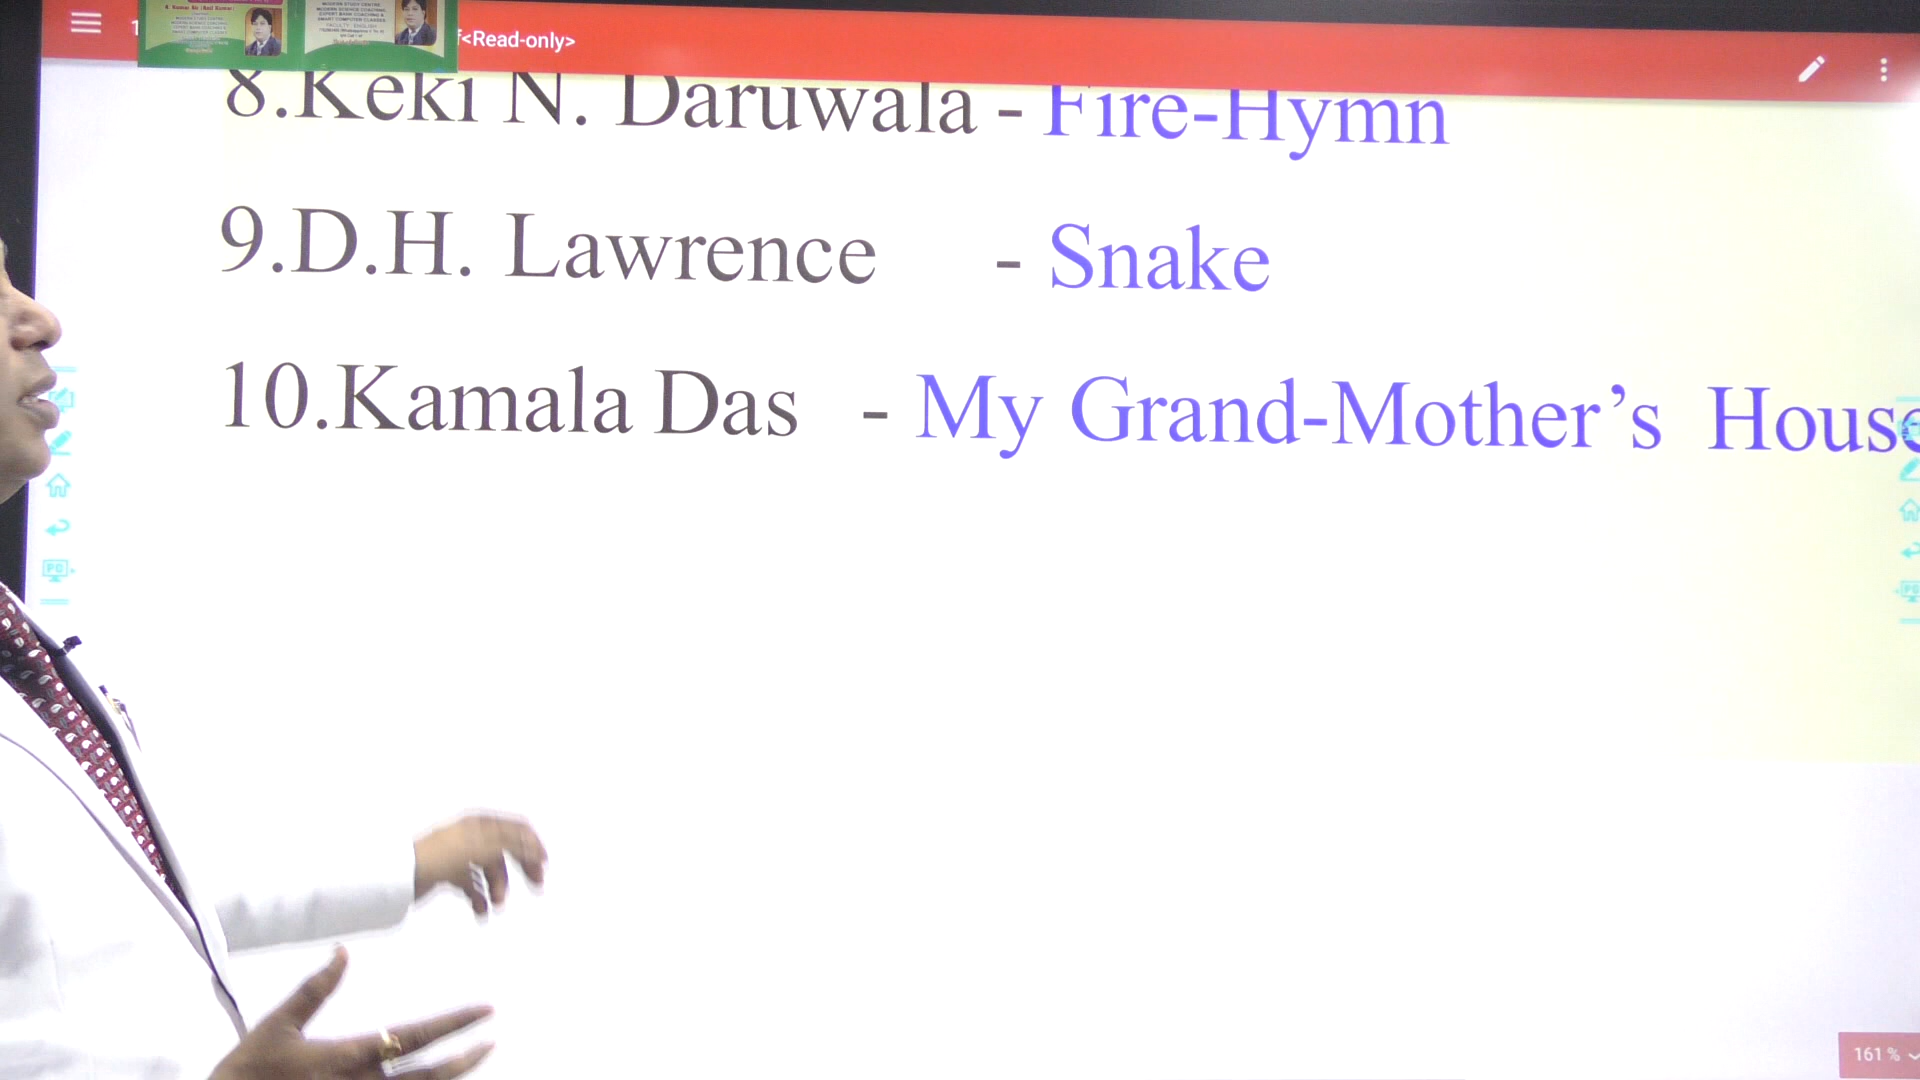 <Read-only>
8.Keki N. Daruwala - Fire-Hymn
9.D.H. Lawrence - Snake
10.Kamala Das - My Grand-Mother’s House
161 %